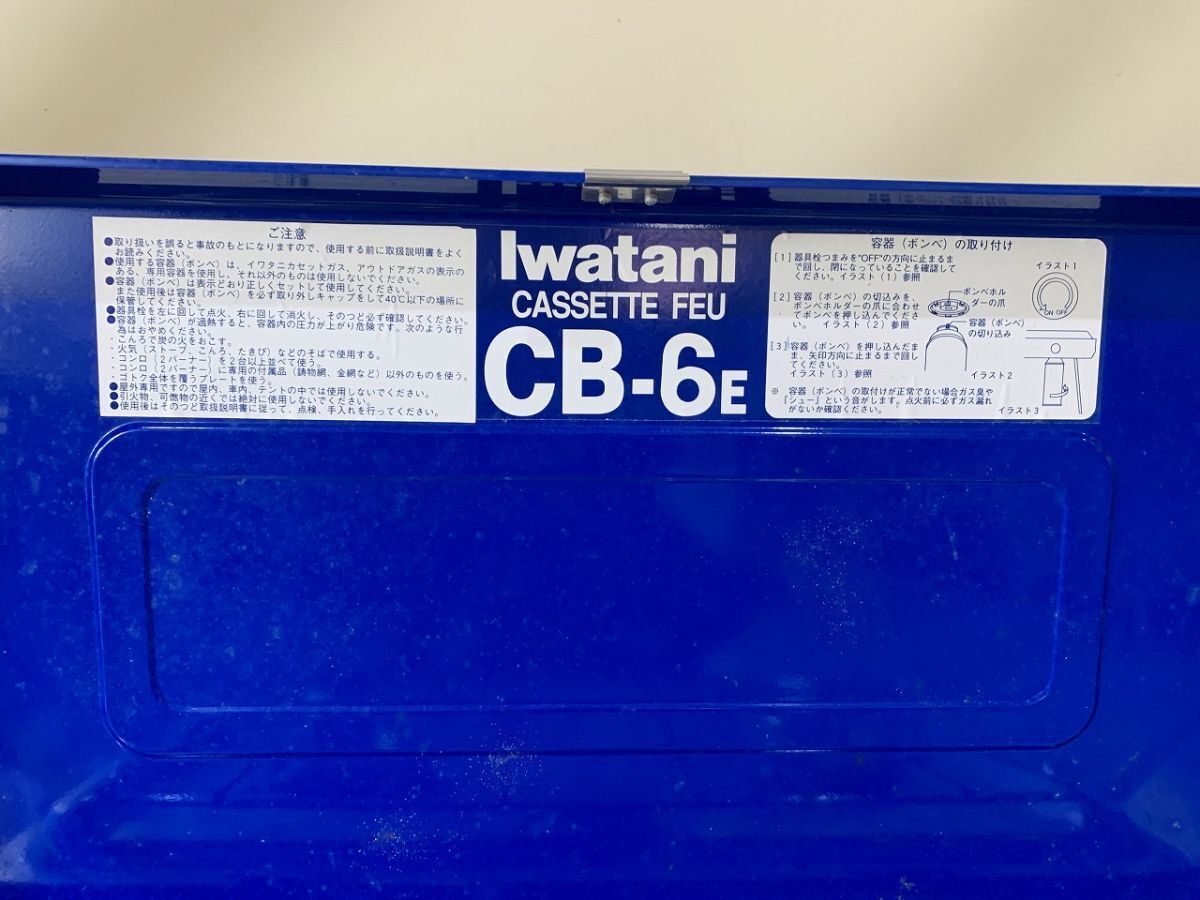 ご注意
●取り扱いを誤ると事故のもとになりますので、使用する前に取扱説明書をよく
お読みください。
●使用する容器（ボンベ）は、イワタニカセットガス、アウトドアガスの表示の
ある、専用容器を使用し、それ以外のものは使用しないでください。
●容器（ボンベ）は表示どおり正しくセットして使用してください。
また使用後は容器（ボンベ）を必ず取り外しキャップをして40℃以下の場所に
保管してください。
●器具栓を左に回して点火、右に回して消火し、そのつど必ず確認してください。
●容器（ボンベ）が過熱すると、容器内の圧力が上がり危険です。次のような行
為はおやめください。
・こんろで炭の火をおこす。
・火気（ストーブ、こんろ、たきび）などのそばで使用する。
・コンロ（2バーナー）を2台以上並べて使う。
・コンロ（2バーナー）に専用の付属品（鋳物網、金網など）以外のものを使う。
・ゴトク全体を覆うプレートを使う。
●屋外専用ですので屋内、車内、テントの中では使用しないでください。
●引火物、可燃物の近くでは絶対に使用しないでください。
●使用後はそのつど取扱説明書に従って、点検、手入れを行ってください。
Iwatani
CASSETTE FEU
CB-6E
容器（ボンベ）の取り付け
[1]器具栓つまみを"OFF"の方向に止まるま
で回し、閉になっていることを確認して
ください。イラスト（1）参照
イラスト1
ON OFF
[2]容器（ボンベ）の切込みを、
ボンベホルダーの爪に合わせ
てボンベを押し込んでくださ
い。 イラスト（2）参照
ボンベホル
ダーの爪
容器（ボンベ）
の切り込み
イラスト2
[3]容器（ボンベ）を押し込んだま
ま、矢印方向に止まるまで回し
てください。
イラスト（3）参照
※ 容器（ボンベ）の取付けが正常でない場合ガス臭や
「シュー」という音がします。点火前に必ずガス漏れ
がないか確認ください。
イラスト3